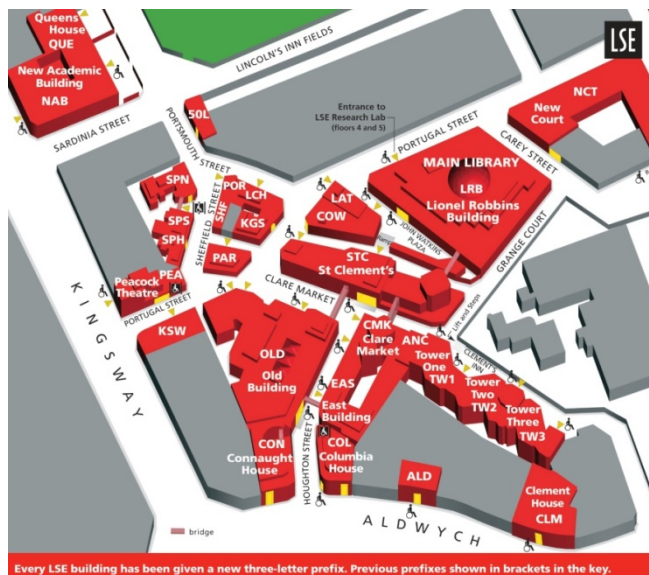 Queens
House
QUE
New Academic
Building
NAB
LINCOLN'S INN FIELDS
LSE
SARDINIA STREET
PORTSMOUTH STREET
50L
Entrance to
LSE Research Lab
(floors 4 and 5)
PORTUGAL STREET
NCT
New
Court
CAREY STREET
MAIN LIBRARY
LRB
Lionel Robbins
Building
SPN
SPS
SPH
SHEFFIELD STREET
POR
LCH
SHF
KGS
PAR
LAT
COW
JOHN WATKINS
PLAZA
GRANGE COURT
STC
St Clement's
CLARE MARKET
Peacock
Theatre
PEA
PORTUGAL STREET
KINGSWAY
KSW
OLD
Old
Building
CMK
Clare
Market
ANC
Lift and Steps
CLEMENT'S
INN
Tower
One
TW1
Tower
Two
TW2
Tower
Three
TW3
EAS
East
Building
CON
Connaught
House
HOUGHTON STREET
COL
Columbia
House
ALD
Clement
House
CLM
ALDWYCH
bridge
Every LSE building has been given a new three-letter prefix. Previous prefixes shown in brackets in the key.